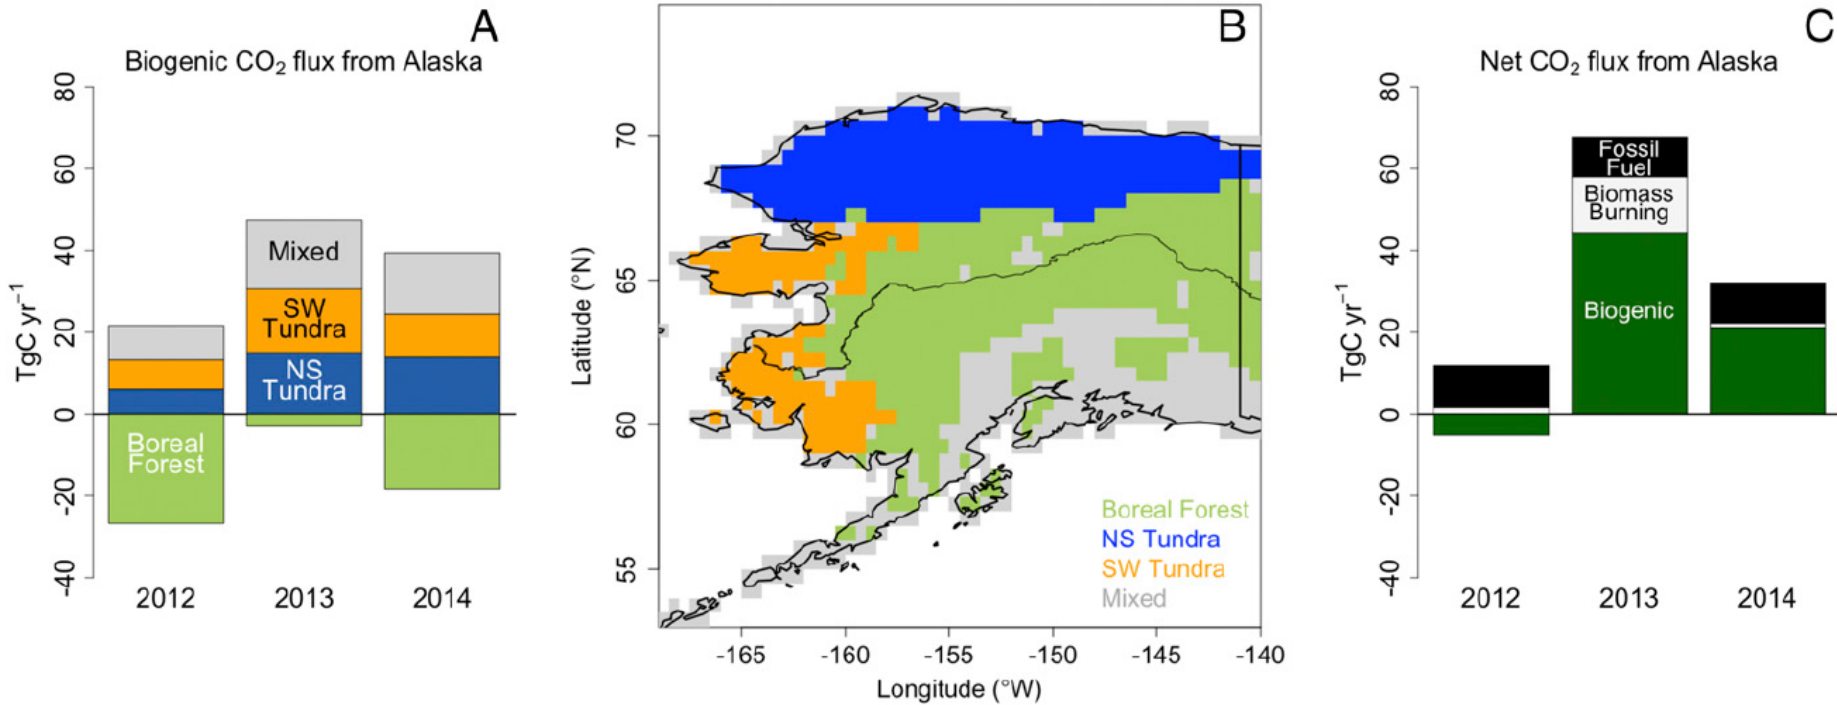 A
Biogenic CO₂ flux from Alaska
TgC yr⁻¹
80
60
40
20
0
-20
-40
Mixed
SW
Tundra
NS
Tundra
Boreal
Forest
2012
2013
2014
B
Latitude (°N)
70
65
60
55
Boreal Forest
NS Tundra
SW Tundra
Mixed
-165
-160
-155
-150
-145
-140
Longitude (°W)
C
Net CO₂ flux from Alaska
TgC yr⁻¹
80
60
40
20
0
-20
-40
Fossil
Fuel
Biomass
Burning
Biogenic
2012
2013
2014